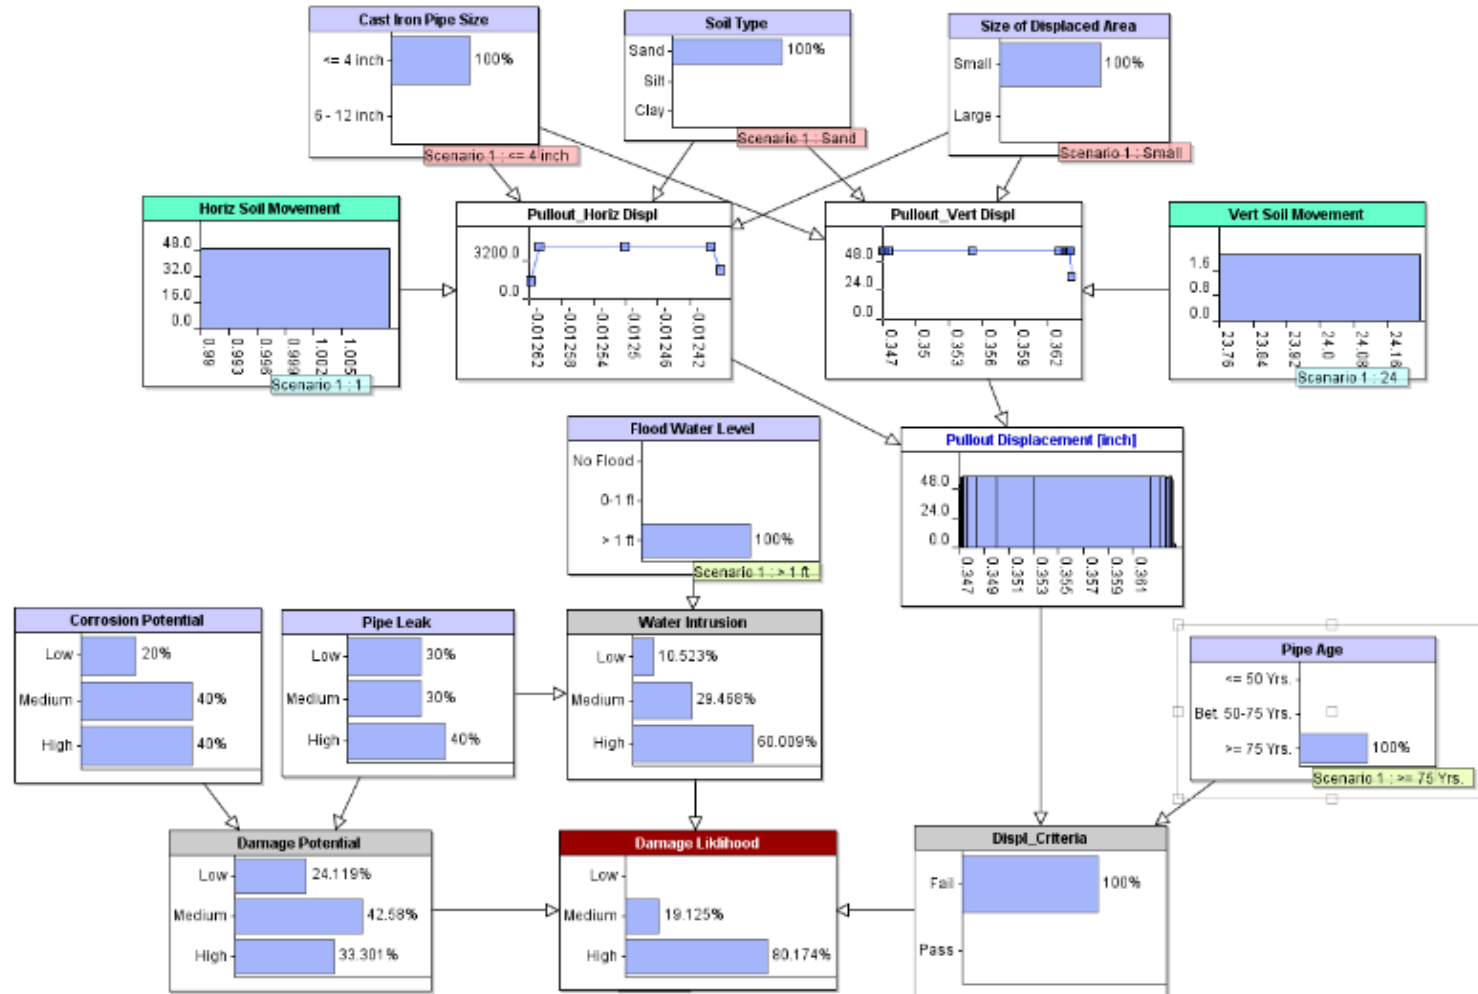 Cast Iron Pipe Size
<= 4 inch
100%
6 - 12 inch
Scenario 1 : <= 4 inch
Soil Type
Sand
100%
Silt
Clay
Scenario 1 : Sand
Size of Displaced Area
Small
100%
Large
Scenario 1 : Small
Horiz Soil Movement
48.0
32.0
16.0
0.0
0.99
0.993
0.996
0.999
1.002
1.005
Scenario 1 : 1
Pullout_Horiz Displ
3200.0
0.0
-0.01262
-0.01258
-0.01254
-0.0125
-0.01246
-0.01242
Pullout_Vert Displ
48.0
24.0
0.0
0.347
0.35
0.353
0.356
0.359
0.362
Vert Soil Movement
1.6
0.8
0.0
23.76
23.84
23.92
24.0
24.08
24.16
Scenario 1 : 24
Flood Water Level
No Flood
0-1 ft
> 1 ft
100%
Scenario 1 : > 1 ft
Pullout Displacement [inch]
48.0
24.0
0.0
0.347
0.349
0.351
0.353
0.355
0.357
0.359
0.361
Corrosion Potential
Low
20%
Medium
40%
High
40%
Pipe Leak
Low
30%
Medium
30%
High
40%
Water Intrusion
Low
10.523%
Medium
29.468%
High
60.009%
Pipe Age
<= 50 Yrs.
Bet. 50-75 Yrs.
>= 75 Yrs.
100%
Scenario 1 : >= 75 Yrs.
Damage Potential
Low
24.119%
Medium
42.58%
High
33.301%
Damage Liklihood
Low
Medium
19.125%
High
80.174%
Displ_Criteria
Fail
100%
Pass